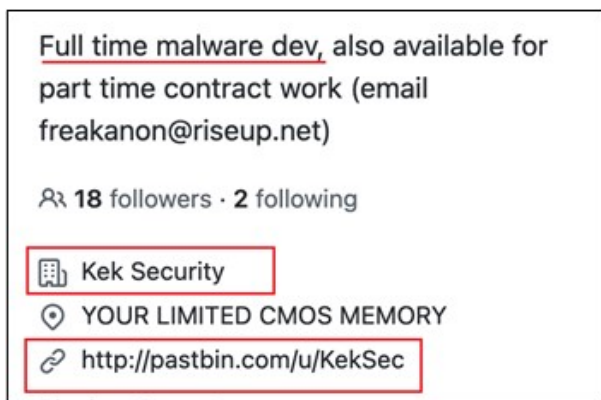 Full time malware dev, also available for
part time contract work (email
freakanon@riseup.net)
18 followers · 2 following
Kek Security
YOUR LIMITED CMOS MEMORY
http://pastbin.com/u/KekSec